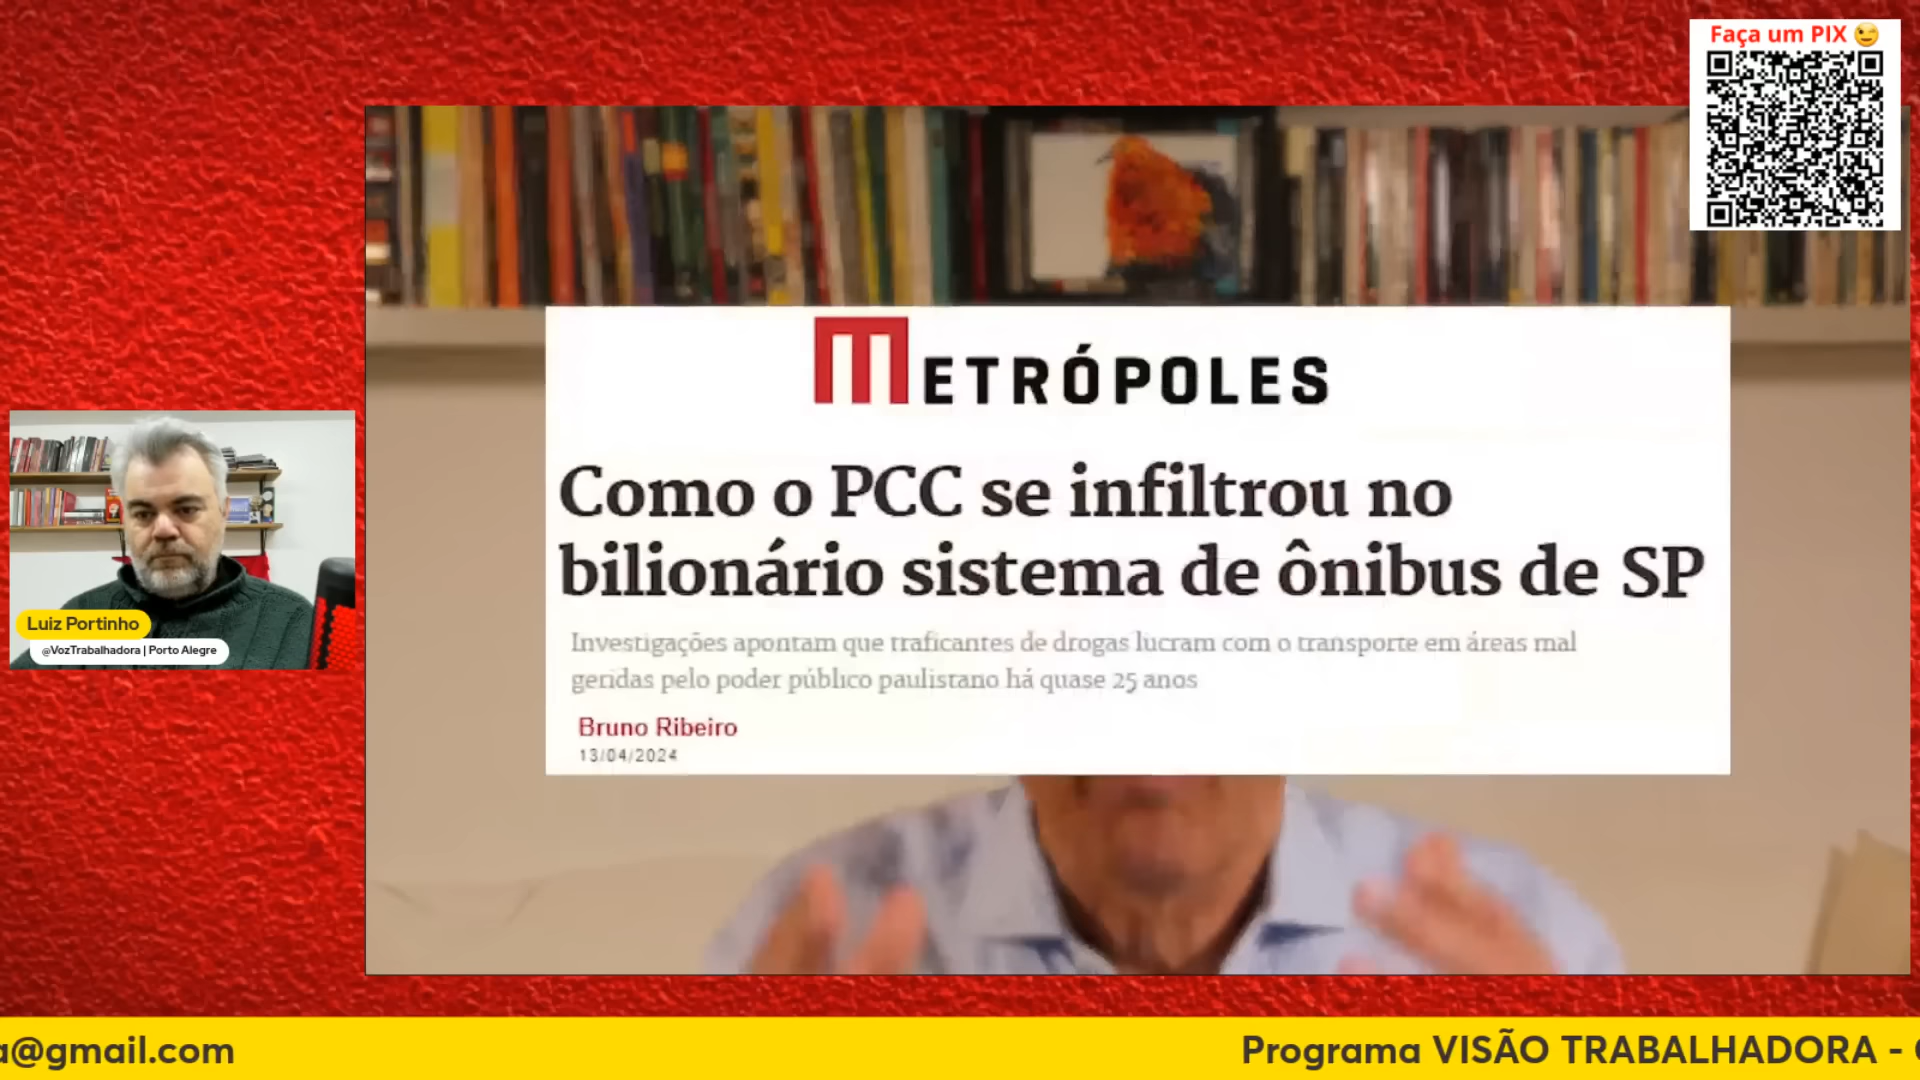 Faça um PIX 😉
METRÓPOLES
Como o PCC se infiltrou no
bilionário sistema de ônibus de SP
Investigações apontam que traficantes de drogas lucram com o transporte em áreas mal
geridas pelo poder público paulistano há quase 25 anos
Bruno Ribeiro
13/04/2024
Luiz Portinho
@VozTrabalhadora | Porto Alegre
a@gmail.com
Programa VISÃO TRABALHADORA -